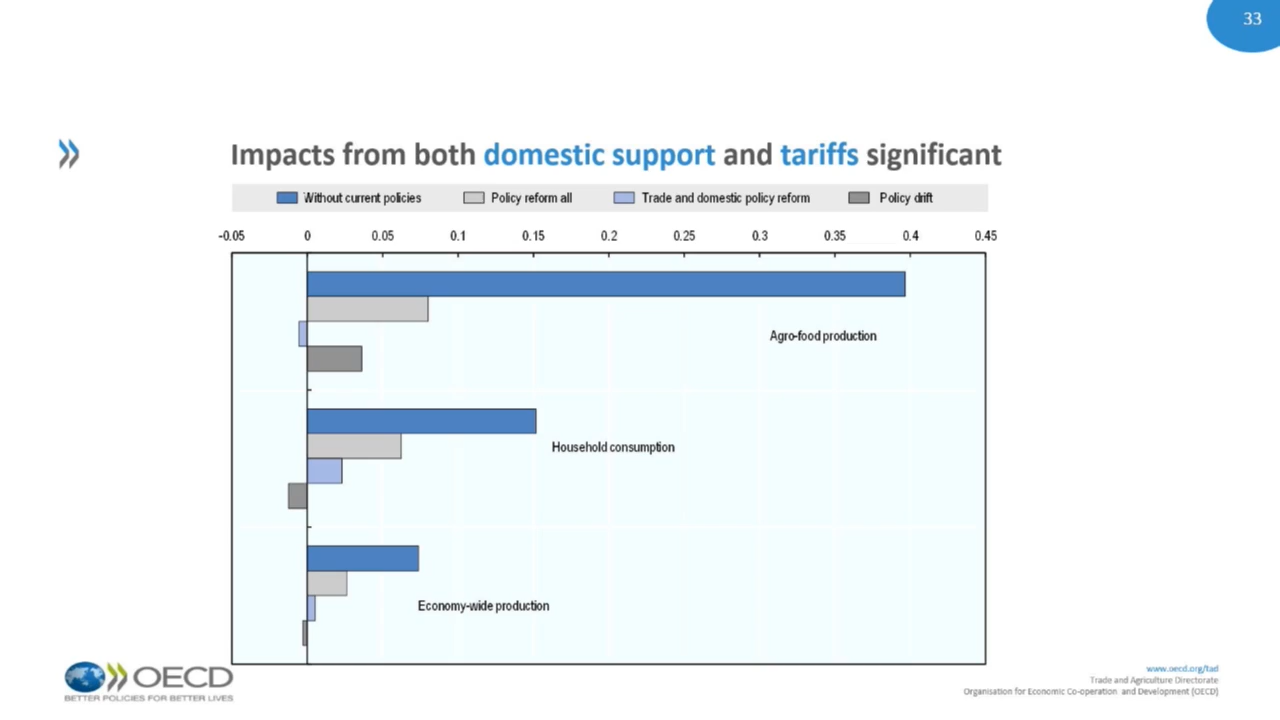 33
Impacts from both domestic support and tariffs significant
Without current policies Policy reform all Trade and domestic policy reform Policy drift
-0.05 0 0.05 0.1 0.15 0.2 0.25 0.3 0.35 0.4 0.45
Agro-food production
Household consumption
Economy-wide production
OECD
BETTER POLICIES FOR BETTER LIVES
www.oecd.org/tad
Trade and Agriculture Directorate
Organisation for Economic Co-operation and Development (OECD)